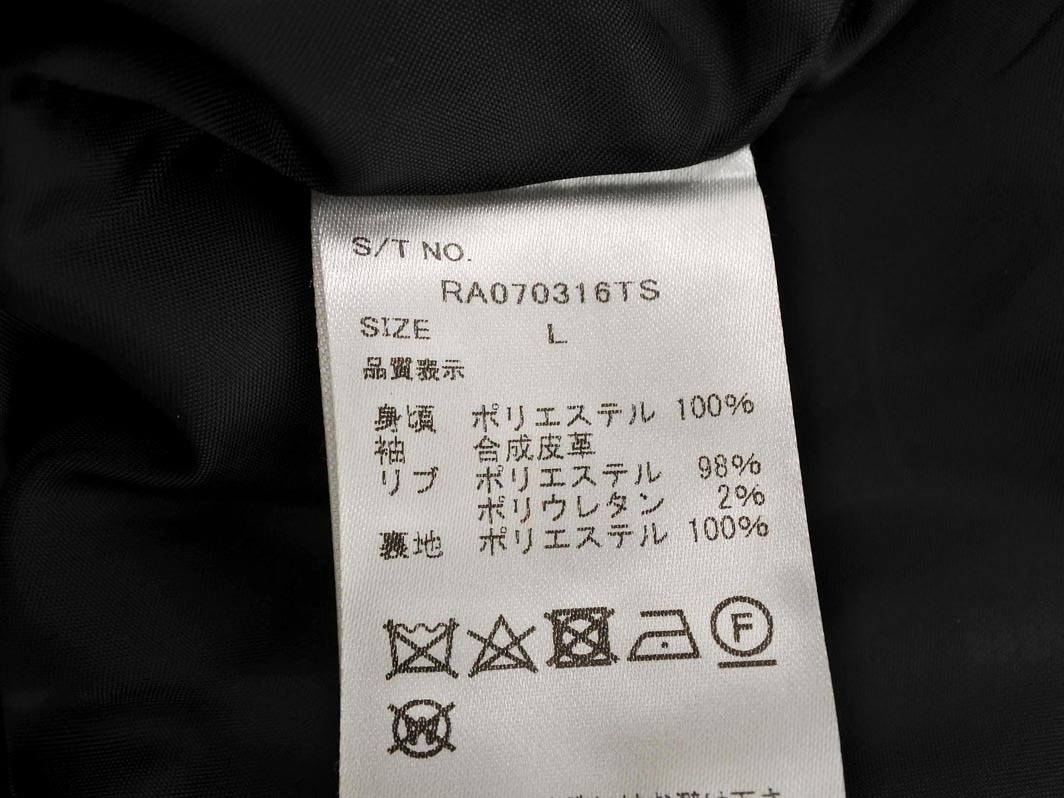 S/T NO.
RA070316TS
SIZE L
品質表示
身頃 ポリエステル 100%
袖 合成皮革
リブ ポリエステル 98%
ポリウレタン 2%
裏地 ポリエステル 100%
F
W